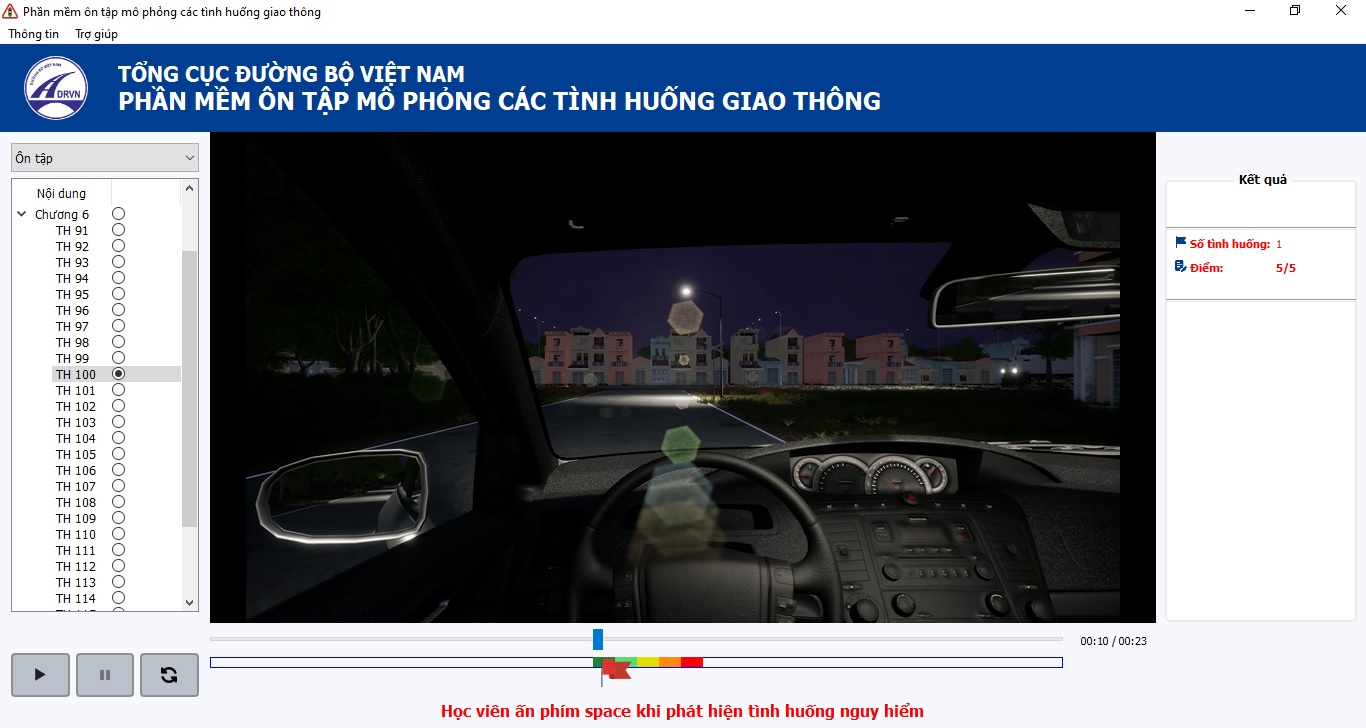 Phần mềm ôn tập mô phỏng các tình huống giao thông
Thông tin Trợ giúp
ĐƯỜNG BỘ VIỆT NAM
DRVN
TỔNG CỤC ĐƯỜNG BỘ VIỆT NAM
PHẦN MỀM ÔN TẬP MÔ PHỎNG CÁC TÌNH HUỐNG GIAO THÔNG
Ôn tập
Nội dung
Chương 6
TH 91
TH 92
TH 93
TH 94
TH 95
TH 96
TH 97
TH 98
TH 99
TH 100
TH 101
TH 102
TH 103
TH 104
TH 105
TH 106
TH 107
TH 108
TH 109
TH 110
TH 111
TH 112
TH 113
TH 114
Kết quả
Số tình huống: 1
Điểm: 5/5
00:10 / 00:23
Học viên ấn phím space khi phát hiện tình huống nguy hiểm